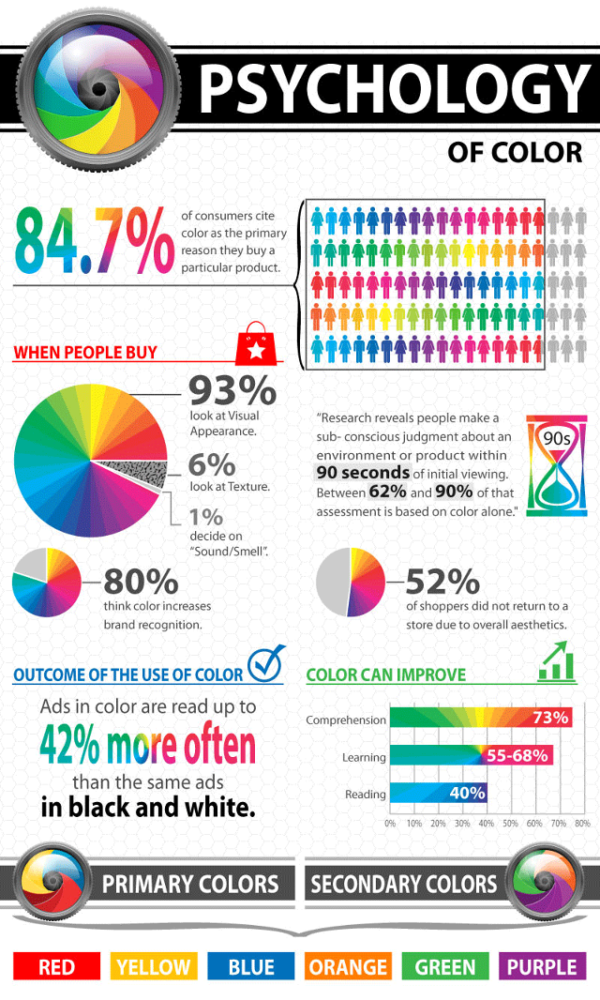 PSYCHOLOGY
OF COLOR
84.7%
of consumers cite
color as the primary
reason they buy a
particular product.
WHEN PEOPLE BUY
93%
look at Visual
Appearance.
6%
look at Texture.
1%
decide on
"Sound/Smell".
"Research reveals people make a
sub- conscious judgment about an
environment or product within
90 seconds of initial viewing.
Between 62% and 90% of that
assessment is based on color alone."
90s
80%
think color increases
brand recognition.
52%
of shoppers did not return to a
store due to overall aesthetics.
OUTCOME OF THE USE OF COLOR
Ads in color are read up to
42% more often
than the same ads
in black and white.
COLOR CAN IMPROVE
Comprehension 73%
Learning 55-68%
Reading 40%
0% 10% 20% 30% 40% 50% 60% 70% 80%
PRIMARY COLORS
SECONDARY COLORS
RED YELLOW BLUE ORANGE GREEN PURPLE